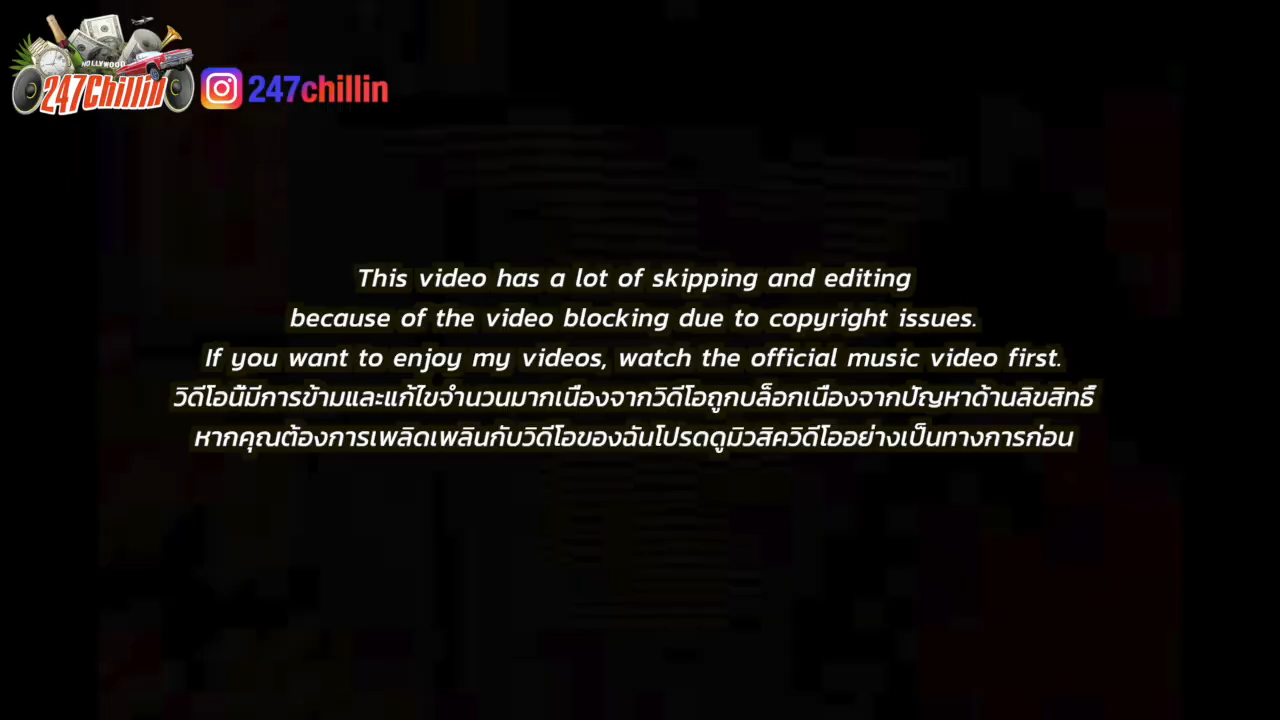 HOLLYWOOD
247Chillin
247chillin
This video has a lot of skipping and editing
because of the video blocking due to copyright issues.
If you want to enjoy my videos, watch the official music video first.
วิดีโอนี้มีการข้ามและแก้ไขจำนวนมากเนื่องจากวิดีโอถูกบล็อกเนื่องจากปัญหาด้านลิขสิทธิ์
หากคุณต้องการเพลิดเพลินกับวิดีโอของฉันโปรดดูมิวสิควิดีโออย่างเป็นทางการก่อน